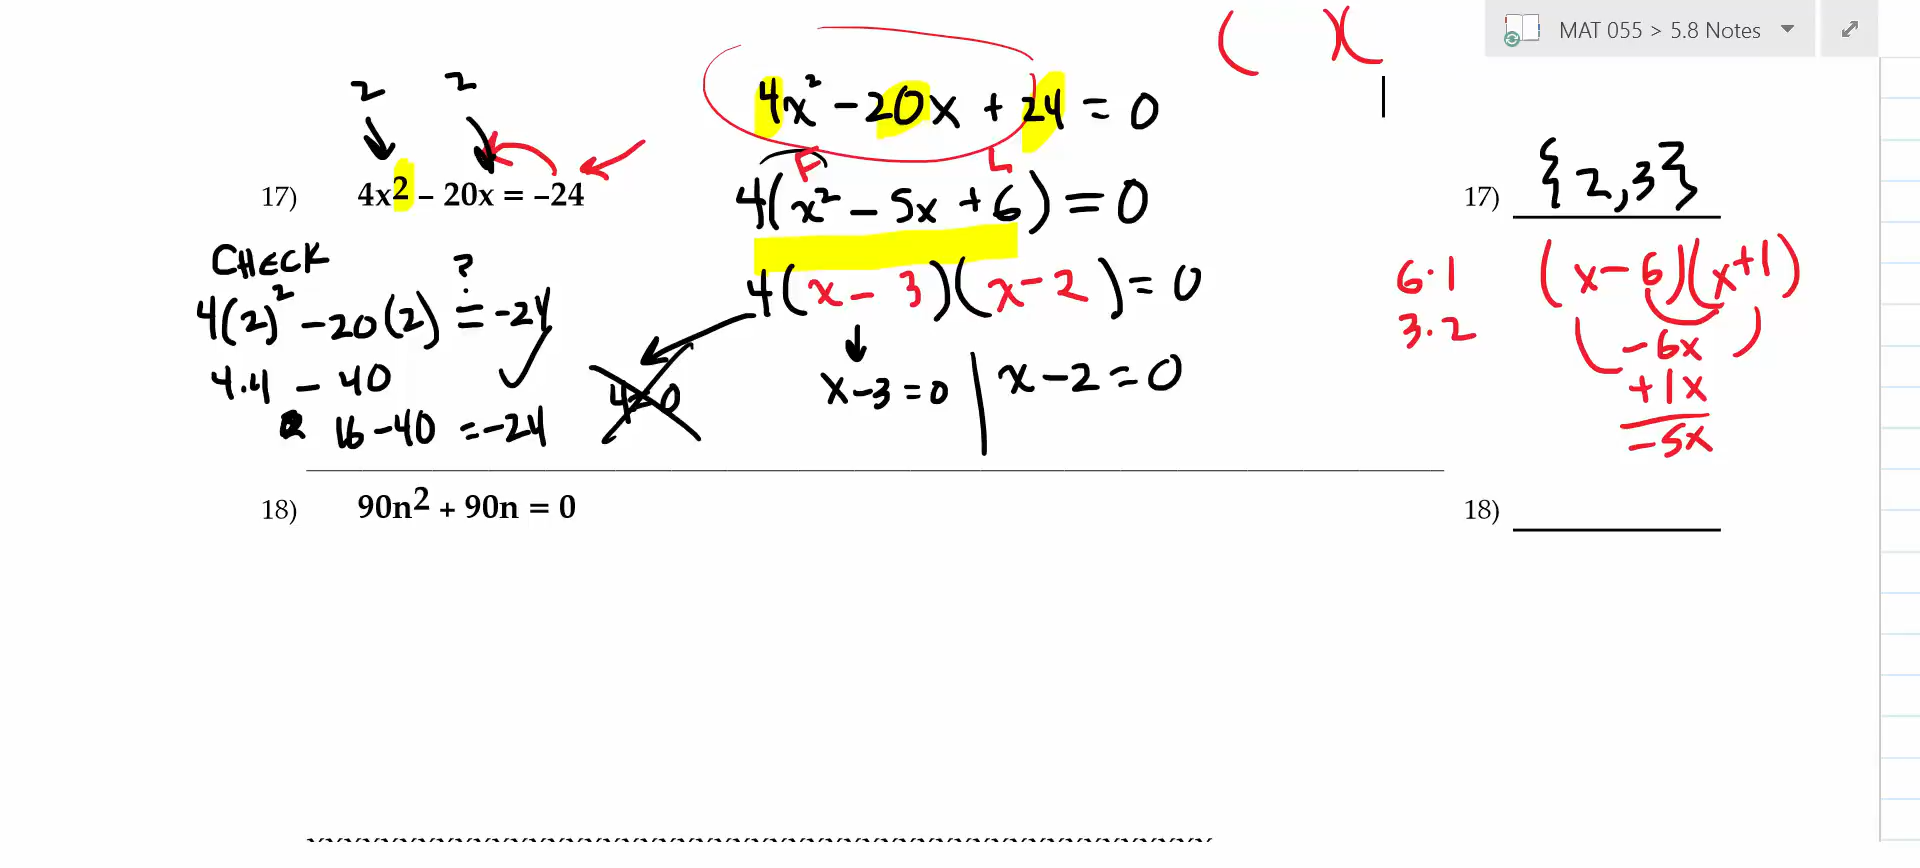 ( )(
MAT 055 > 5.8 Notes
2 2
4x² - 20x + 24 = 0
F L
17) 4x2 – 20x = –24
4(x² - 5x + 6) = 0
17) {2,3}
CHECK
4(2)² - 20(2) ?= -24
4(x - 3)(x - 2) = 0
6·1 (x - 6)(x + 1)
3·2
- 6x
4·4 - 40
4=0
x - 3 = 0 | x - 2 = 0
+ 1x
16 - 40 = -24
- 5x
18) 90n2 + 90n = 0
18)